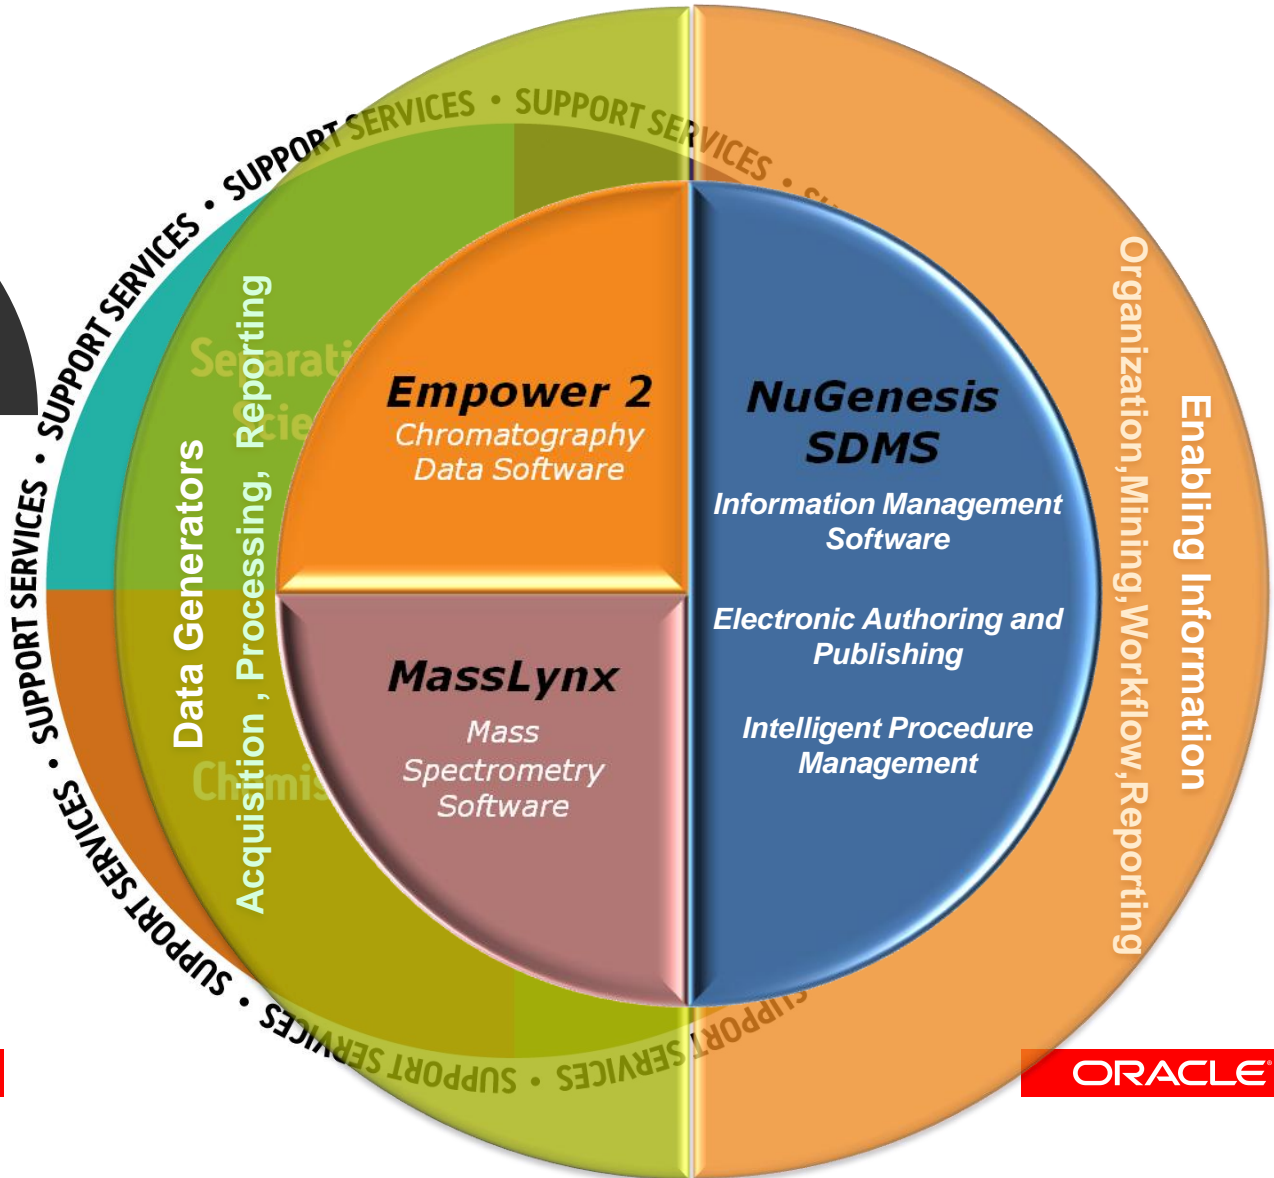 SUPPORT SERVICES • SUPPORT SERVICES • SUPPORT SERVICES • SUPPORT SERVICES •
SUPPORT SERVICES •
SUPPORT SERVICES •
SUPPORT SERVICES •
SUPPORT
Data Generators
Acquisition , Processing, Reporting
Empower 2
Chromatography
Data Software
MassLynx
Mass
Spectrometry
Software
NuGenesis
SDMS
Information Management
Software
Electronic Authoring and
Publishing
Intelligent Procedure
Management
Organization,Mining,Workflow,Reporting
Enabling Information
ORACLE